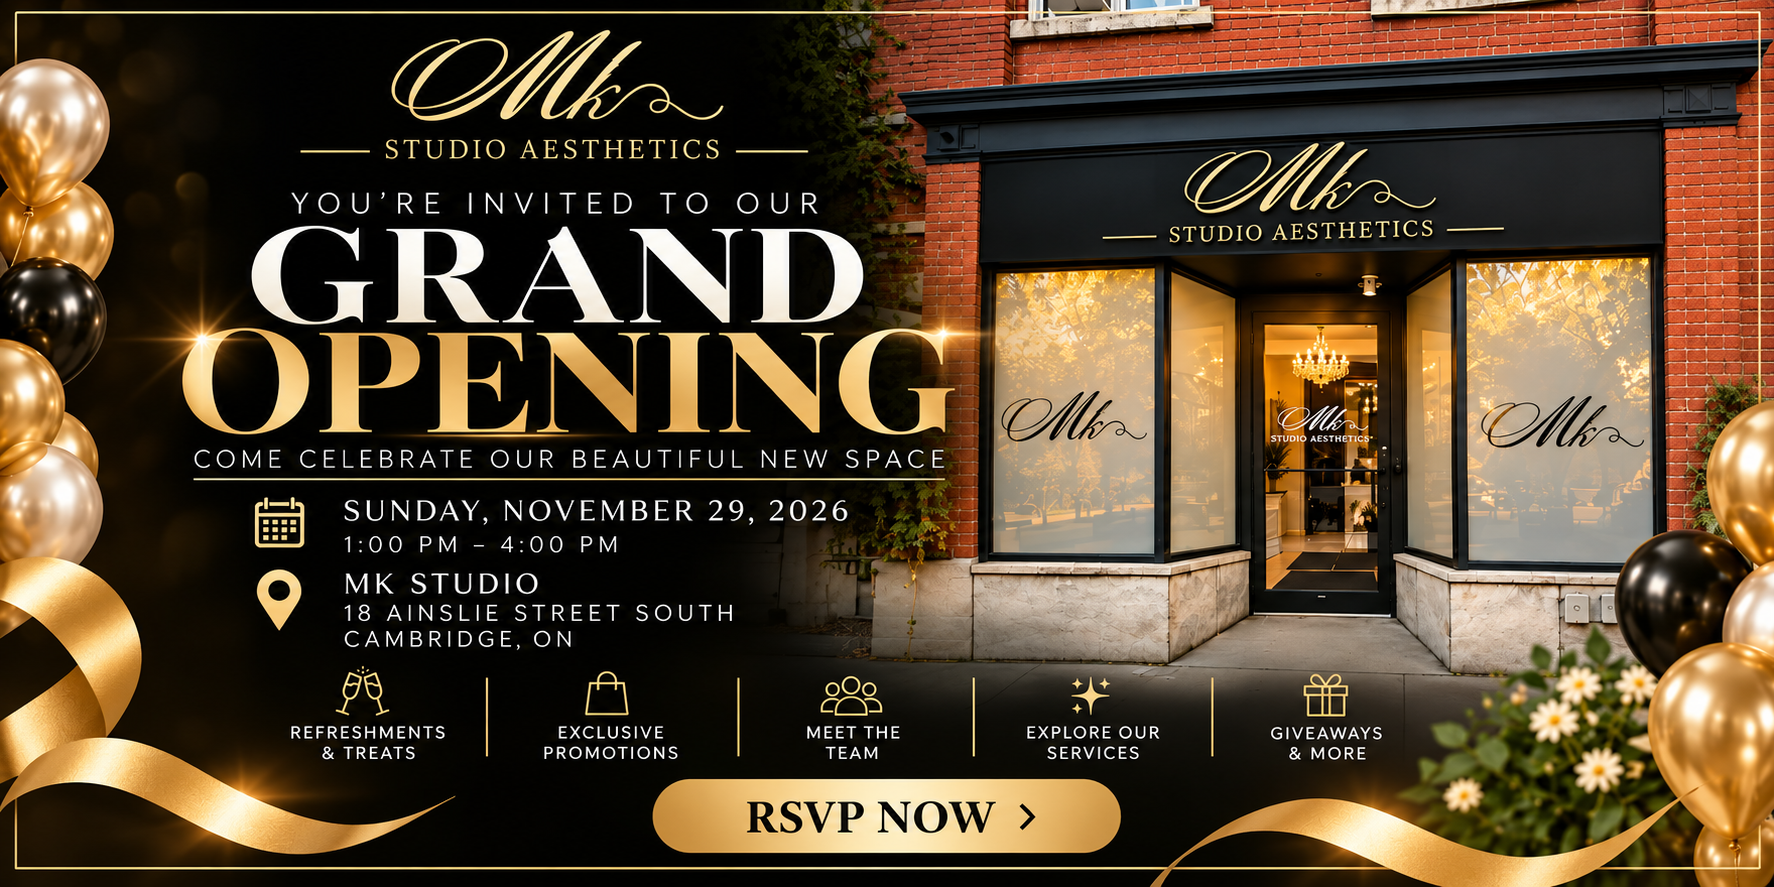 Mk
STUDIO AESTHETICS
YOU'RE INVITED TO OUR
GRAND
OPENING
COME CELEBRATE OUR BEAUTIFUL NEW SPACE
SUNDAY, NOVEMBER 29, 2026
1:00 PM – 4:00 PM
MK STUDIO
18 AINSLIE STREET SOUTH
CAMBRIDGE, ON
REFRESHMENTS
& TREATS
EXCLUSIVE
PROMOTIONS
MEET THE
TEAM
EXPLORE OUR
SERVICES
GIVEAWAYS
& MORE
RSVP NOW >
Mk
STUDIO AESTHETICS
Mk
Mk
STUDIO AESTHETICS
Mk